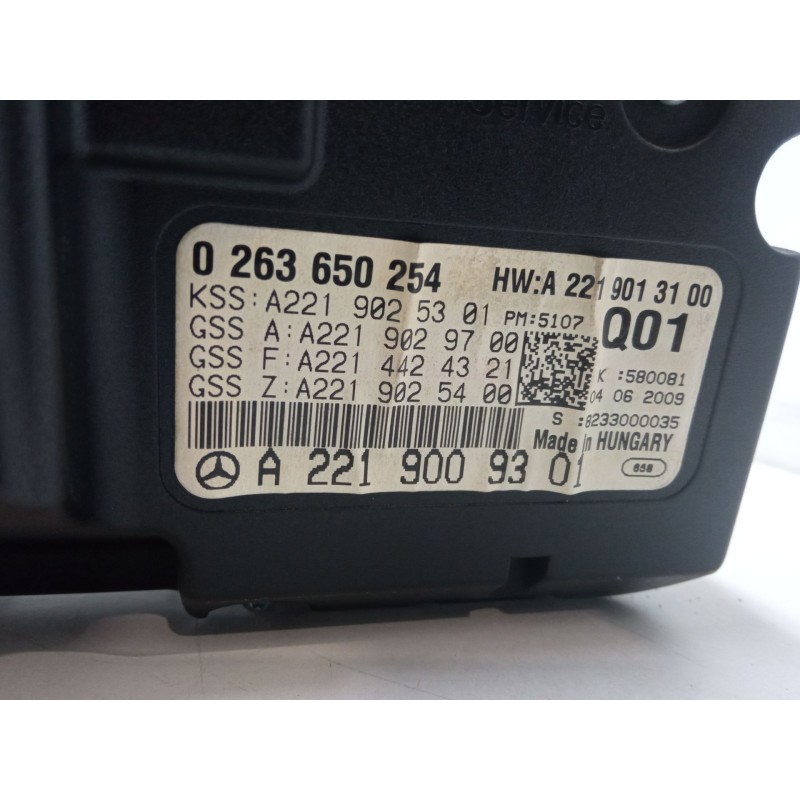 Service
0 263 650 254 HW:A 221 901 31 00
KSS:A221 902 53 01 PM:5107 Q01
GSS A:A221 902 97 00
GSS F:A221 442 43 21 K :580081
GSS Z:A221 902 54 00 04 06 2009
S :8233000035
Made in HUNGARY
A 221 900 93 01 658